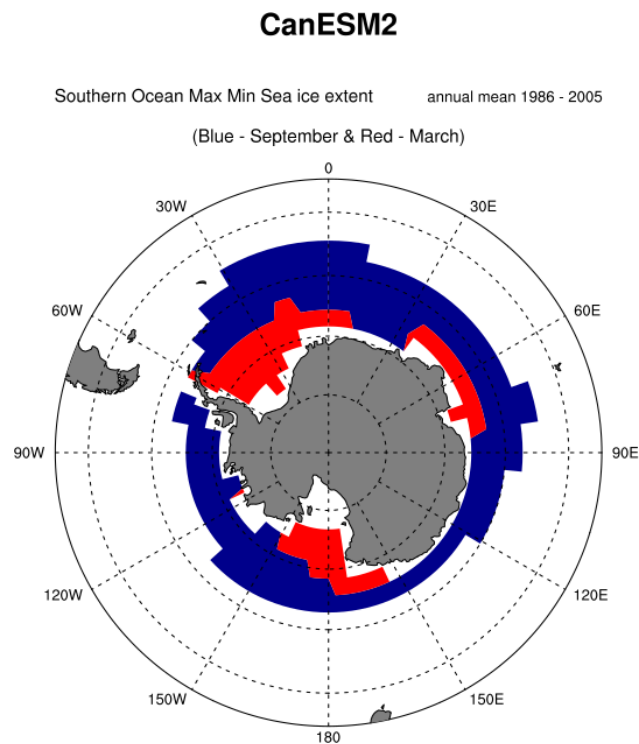 CanESM2
Southern Ocean Max Min Sea ice extent annual mean 1986 - 2005
(Blue - September & Red - March)
0
30W 30E
60W 60E
90W 90E
120W 120E
150W 150E
180